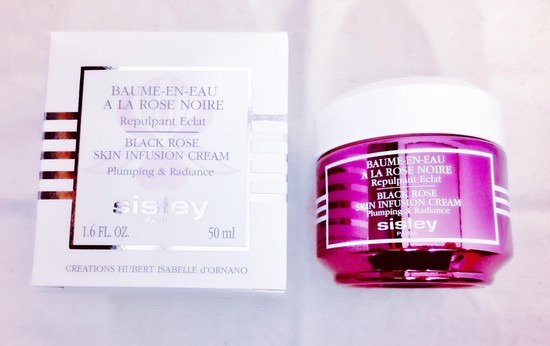 BAUME-EN-EAU
A LA ROSE NOIRE
Repulpant Eclat
BLACK ROSE
SKIN INFUSION CREAM
Plumping & Radiance
sisley
PARIS
1.6 FL. OZ. 50 ml
CREATIONS HUBERT ISABELLE d'ORNANO
BAUME-EN-EAU
A LA ROSE NOIRE
Repulpant Eclat
BLACK ROSE
SKIN INFUSION CREAM
Plumping & Radiance
sisley
PARIS